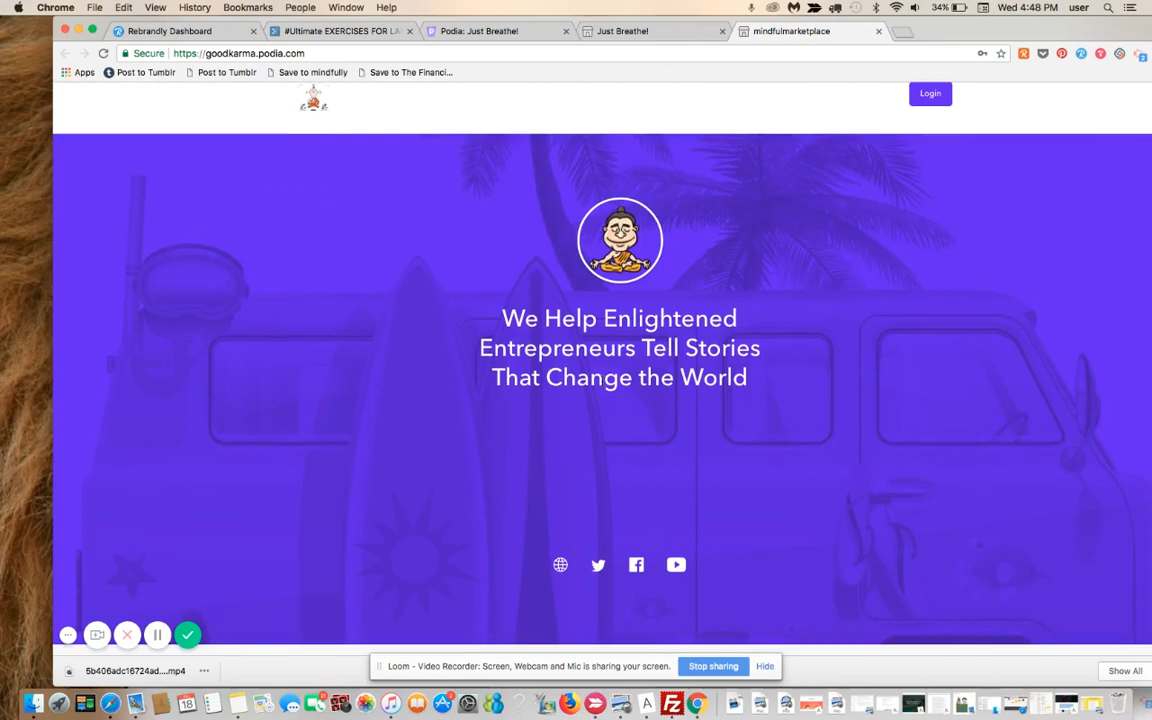 Chrome File Edit View History Bookmarks People Window Help 34% Wed 4:48 PM user
Rebrandly Dashboard #Ultimate EXERCISES FOR LA Podia: Just Breathe! Just Breathe! mindfulmarketplace
Secure https://goodkarma.podia.com
Apps Post to Tumblr Post to Tumblr Save to mindfully Save to The Financi...
Login
We Help Enlightened
Entrepreneurs Tell Stories
That Change the World
Loom - Video Recorder: Screen, Webcam and Mic is sharing your screen. Stop sharing Hide
5b406adc16724ad....mp4 Show All